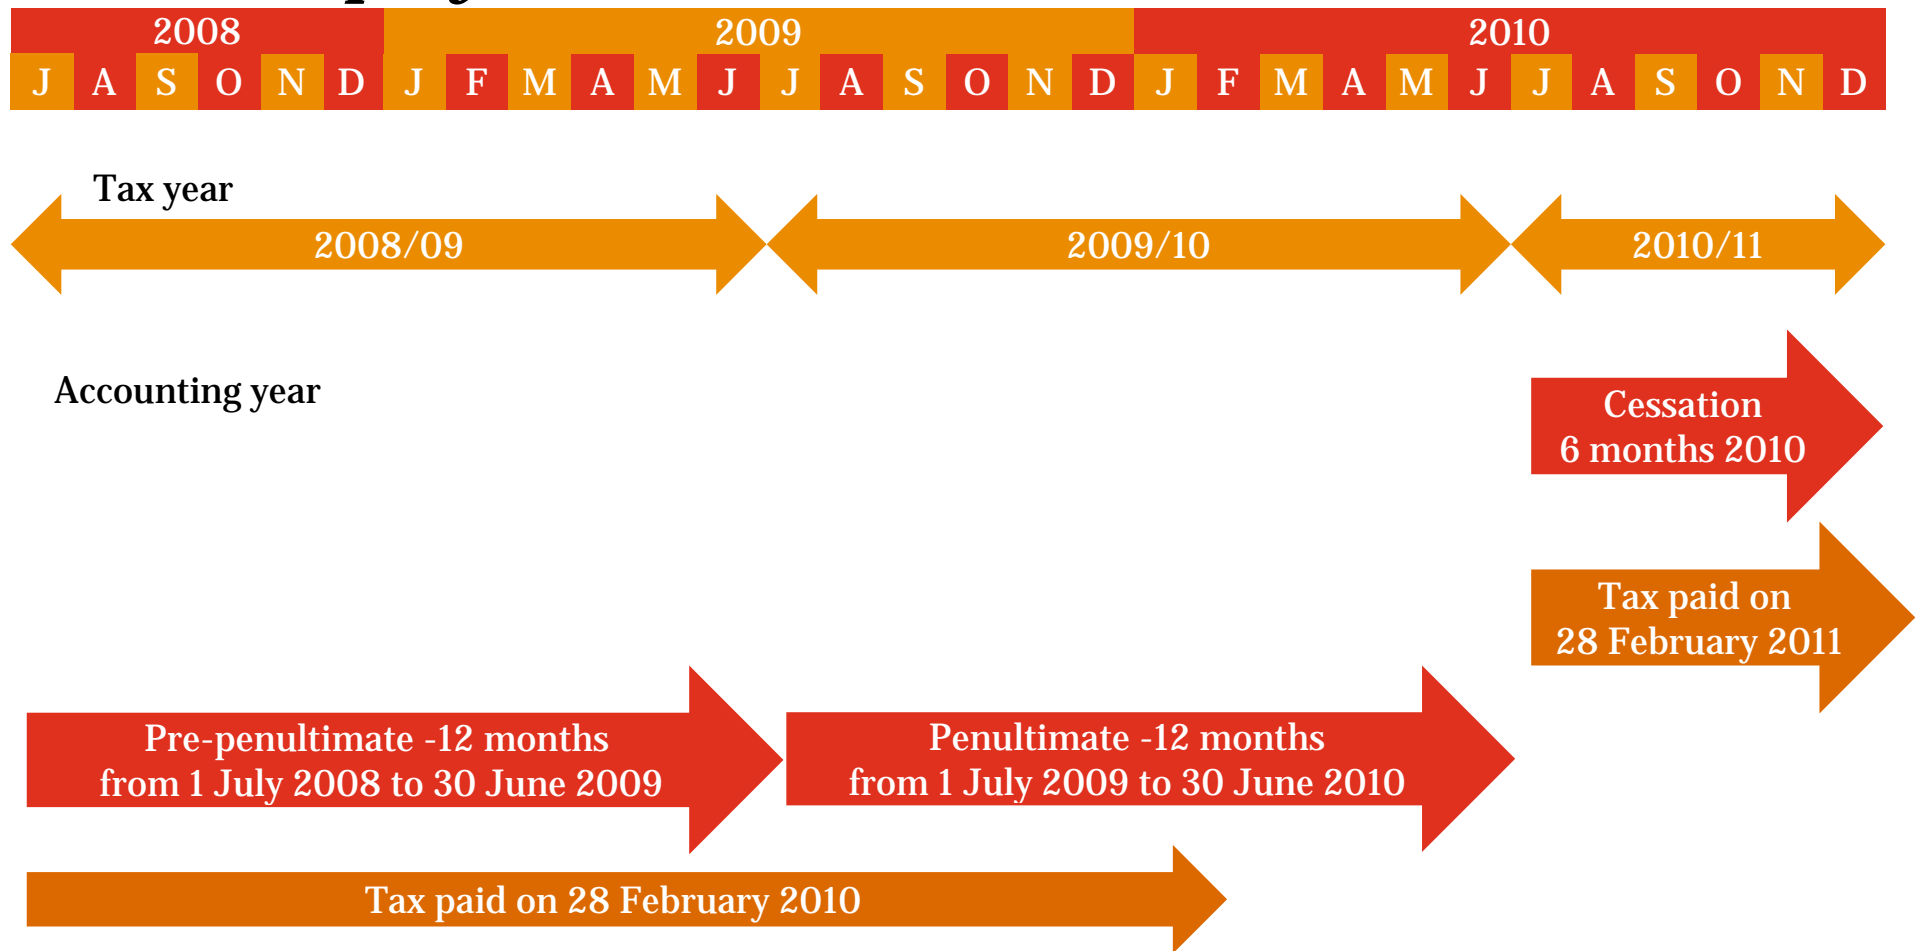 2008 2009 2010
J A S O N D J F M A M J J A S O N D J F M A M J J A S O N D
Tax year
2008/09 2009/10 2010/11
Accounting year
Cessation
6 months 2010
Tax paid on
28 February 2011
Pre-penultimate -12 months
from 1 July 2008 to 30 June 2009
Penultimate -12 months
from 1 July 2009 to 30 June 2010
Tax paid on 28 February 2010